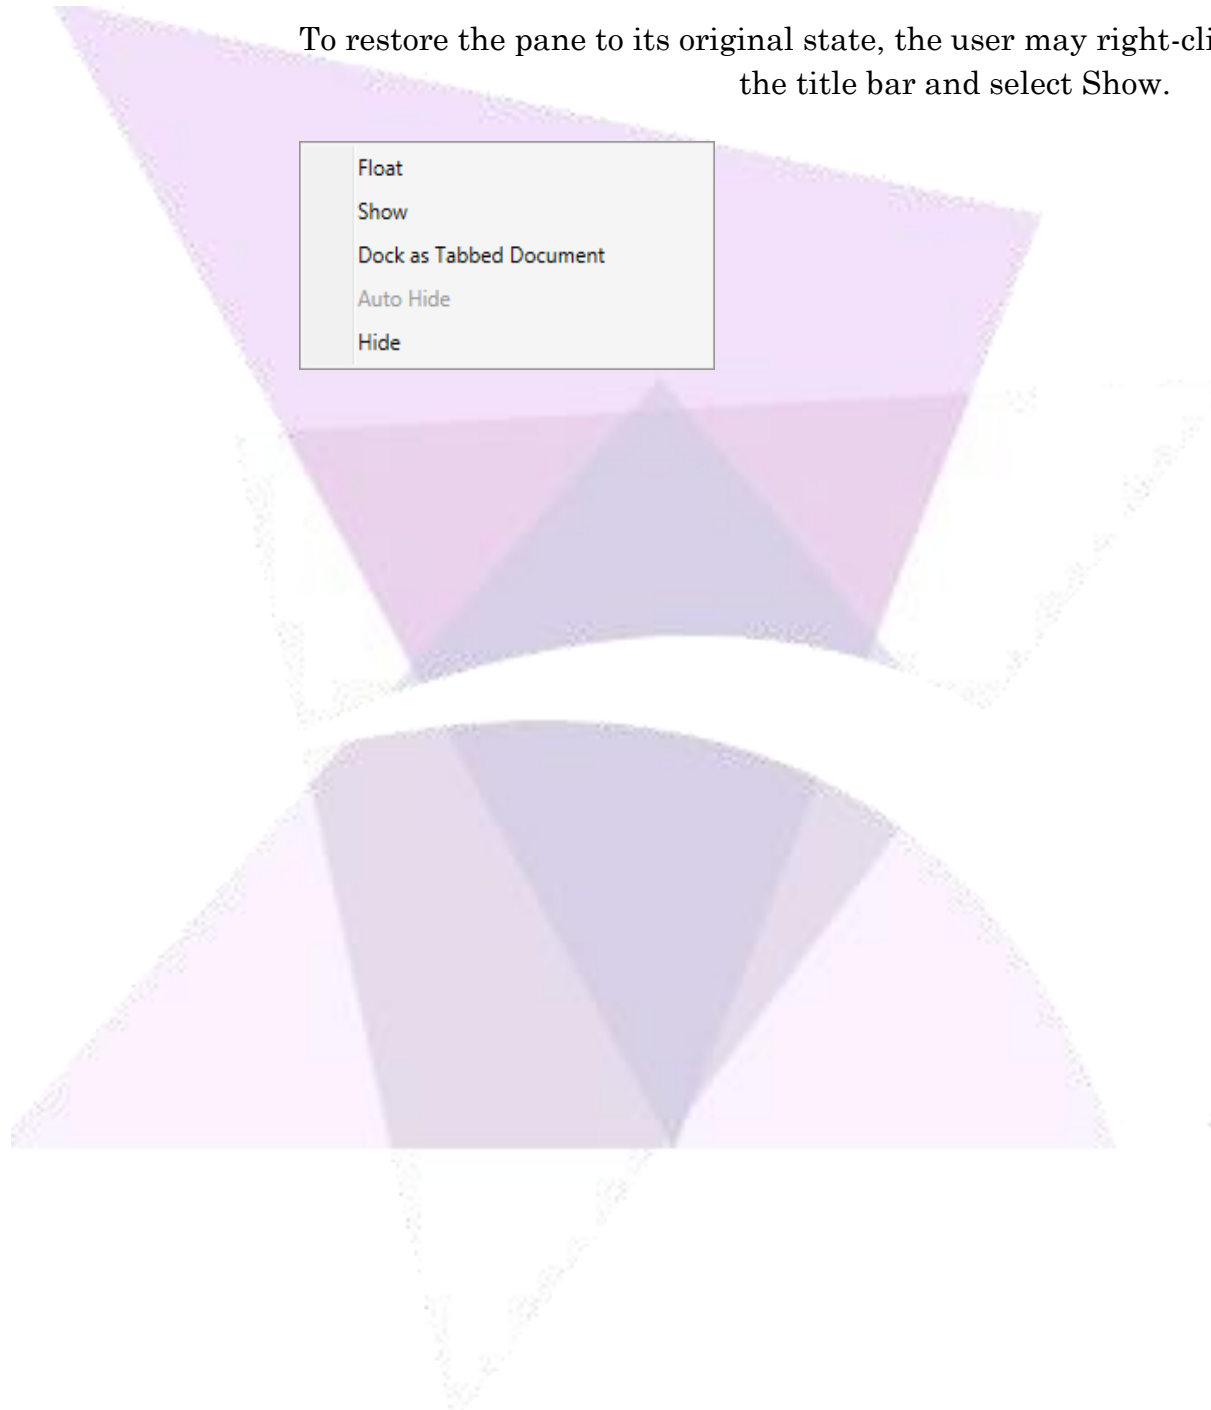 To restore the pane to its original state, the user may right-cli
the title bar and select Show.
Float
Show
Dock as Tabbed Document
Auto Hide
Hide